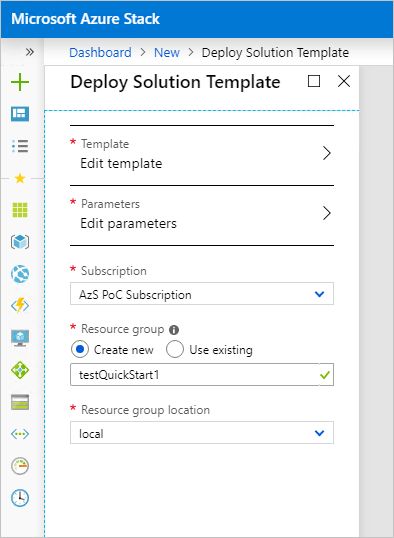 Microsoft Azure Stack
» Dashboard > New > Deploy Solution Template
Deploy Solution Template
* Template
Edit template
* Parameters
Edit parameters
* Subscription
AzS PoC Subscription
* Resource group
Create new Use existing
testQuickStart1
* Resource group location
local